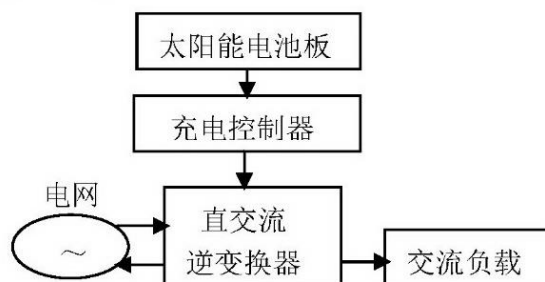 太阳能电池板
充电控制器
电网
～
直交流
逆变换器
交流负载